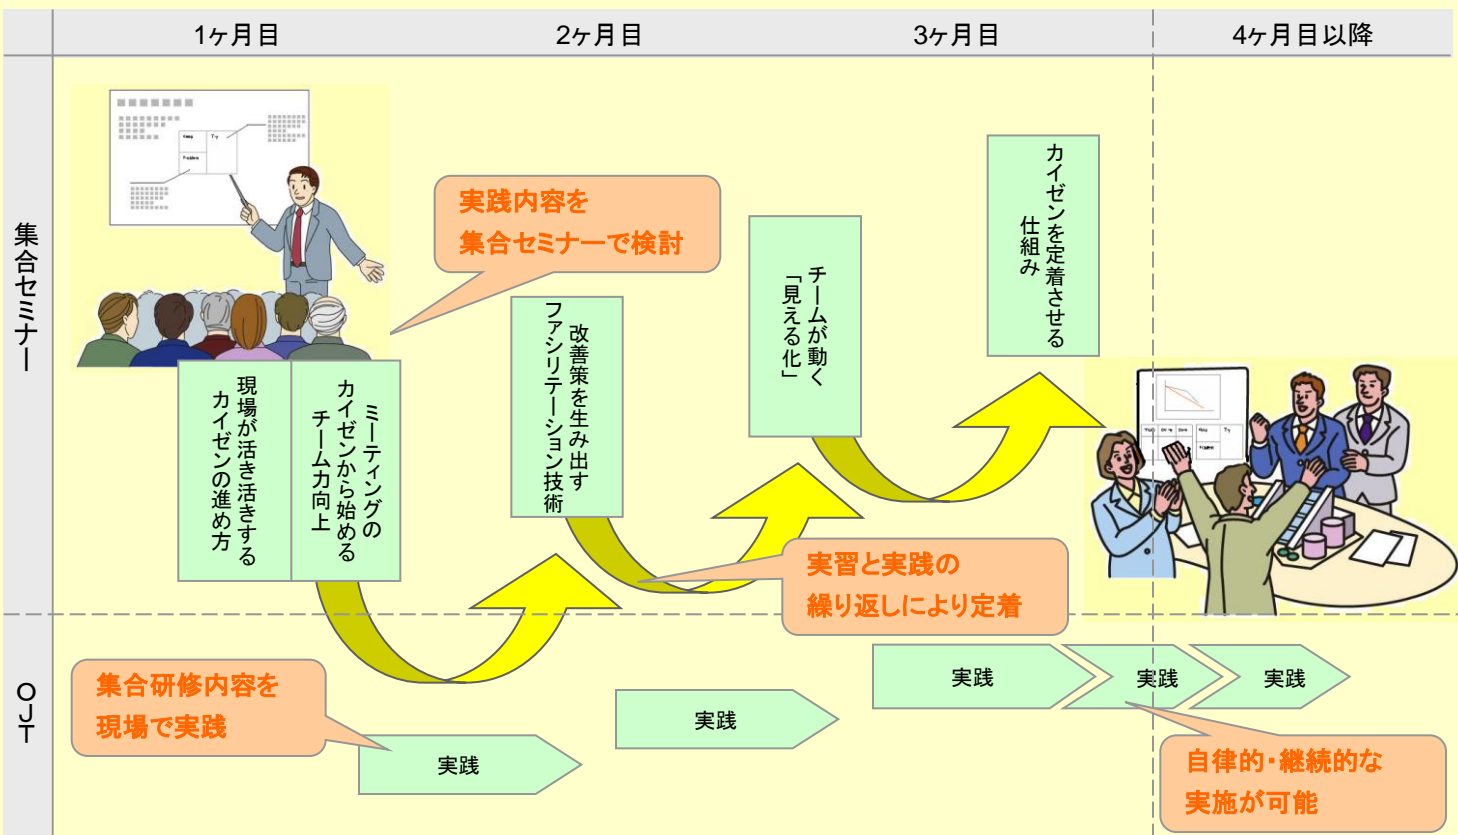 1ヶ月目
2ヶ月目
3ヶ月目
4ヶ月目以降
集合セミナー
Keep
Try
Problem
実践内容を
集合セミナーで検討
現場が活き活きする
カイゼンの進め方
ミーティングの
カイゼンから始める
チーム力向上
改善策を生み出す
ファシリテーション技術
チームが動く
「見える化」
カイゼンを定着させる
仕組み
Keep
Try
Problem
実習と実践の
繰り返しにより定着
OJT
集合研修内容を
現場で実践
実践
実践
実践
実践
実践
自律的・継続的な
実施が可能